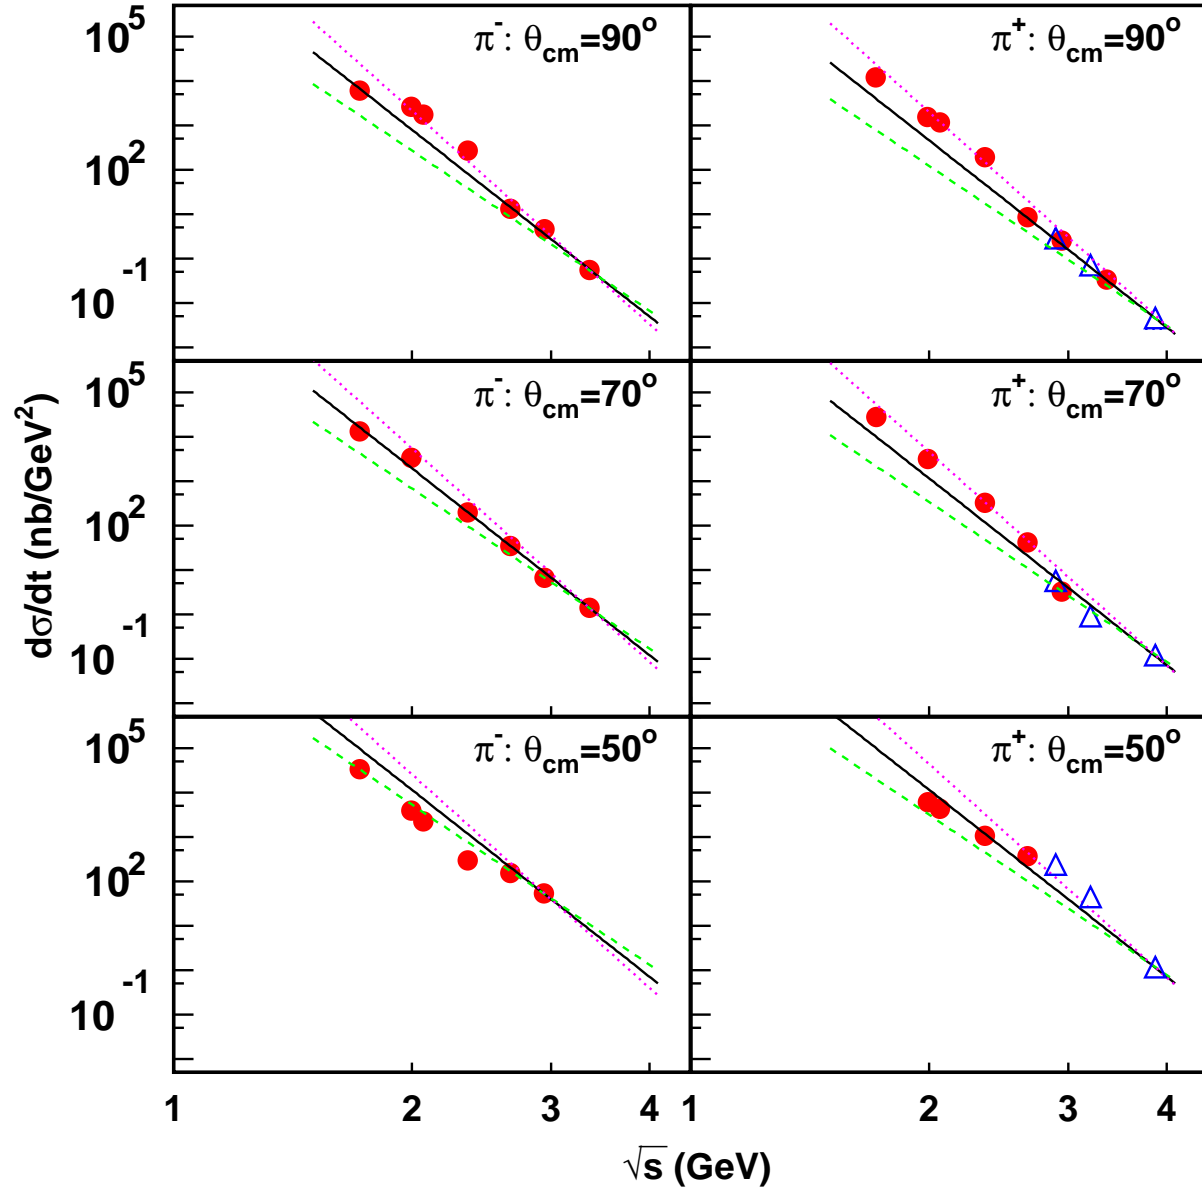 10⁵
π⁻: θcm=90°
π⁺: θcm=90°
10²
10⁻¹
10⁵
π⁻: θcm=70°
π⁺: θcm=70°
10²
10⁻¹
10⁵
π⁻: θcm=50°
π⁺: θcm=50°
10²
10⁻¹
dσ/dt (nb/GeV²)
1 2 3 4 1 2 3 4
√s (GeV)